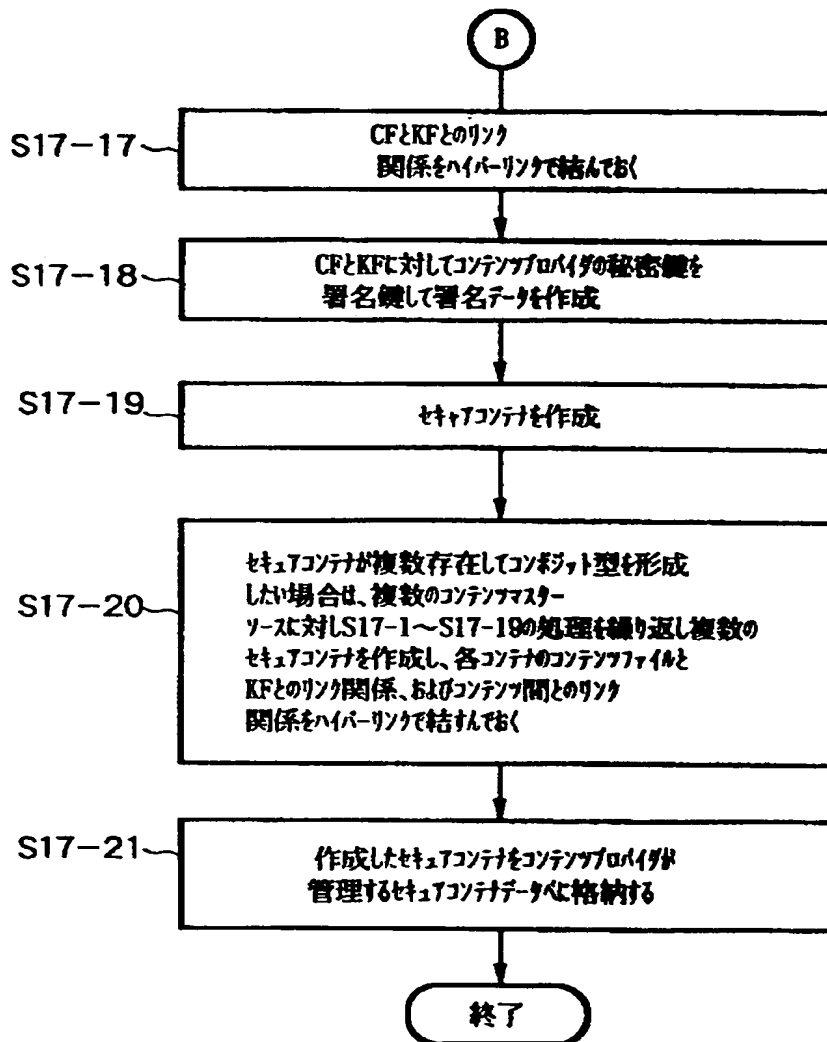 B
S17-17
CFとKFとのリンク
関係をハイパーリンクで結んでおく
S17-18
CFとKFに対してコンテンツプロバイダの秘密鍵を
署名鍵して署名データを作成
S17-19
セキャアコンテナを作成
S17-20
セキュアコンテナが複数存在してコンポジット型を形成
したい場合は、複数のコンテンツマスター
ソースに対しS17-1～S17-19の処理を繰り返し複数の
セキュアコンテナを作成し、各コンテナのコンテンツファイルと
KFとのリンク関係、およびコンテンツ間とのリンク
関係をハイパーリンクで結すんでおく
S17-21
作成したセキュアコンテナをコンテンツプロバイダが
管理するセキュアコンテナデータベに格納する
終了